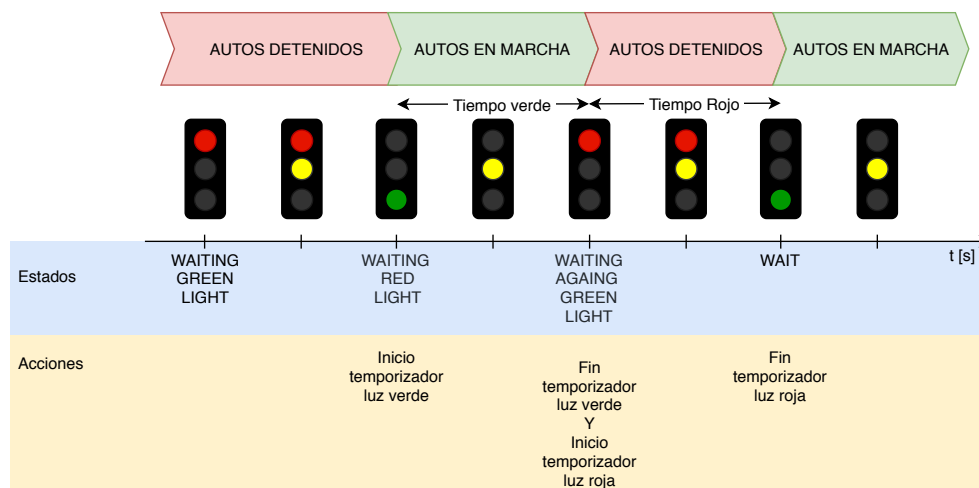 AUTOS DETENIDOS
AUTOS EN MARCHA
AUTOS DETENIDOS
AUTOS EN MARCHA
Tiempo verde
Tiempo Rojo
t [s]
Estados
WAITING
GREEN
LIGHT
WAITING
RED
LIGHT
WAITING
AGAING
GREEN
LIGHT
WAIT
Acciones
Inicio
temporizador
luz verde
Fin
temporizador
luz verde
Y
Inicio
temporizador
luz roja
Fin
temporizador
luz roja